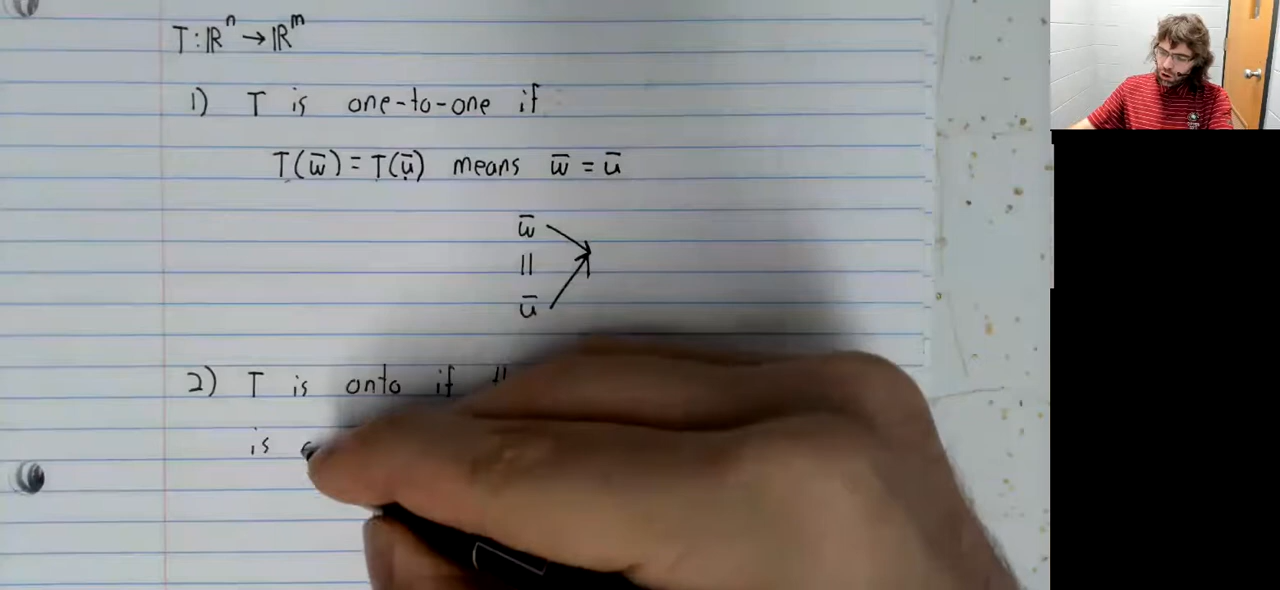 T : ℝⁿ → ℝᵐ
1) T is one-to-one if
T(w̅) = T(u̅) means w̅ = u̅
w̅
||
u̅
2) T is onto if
is